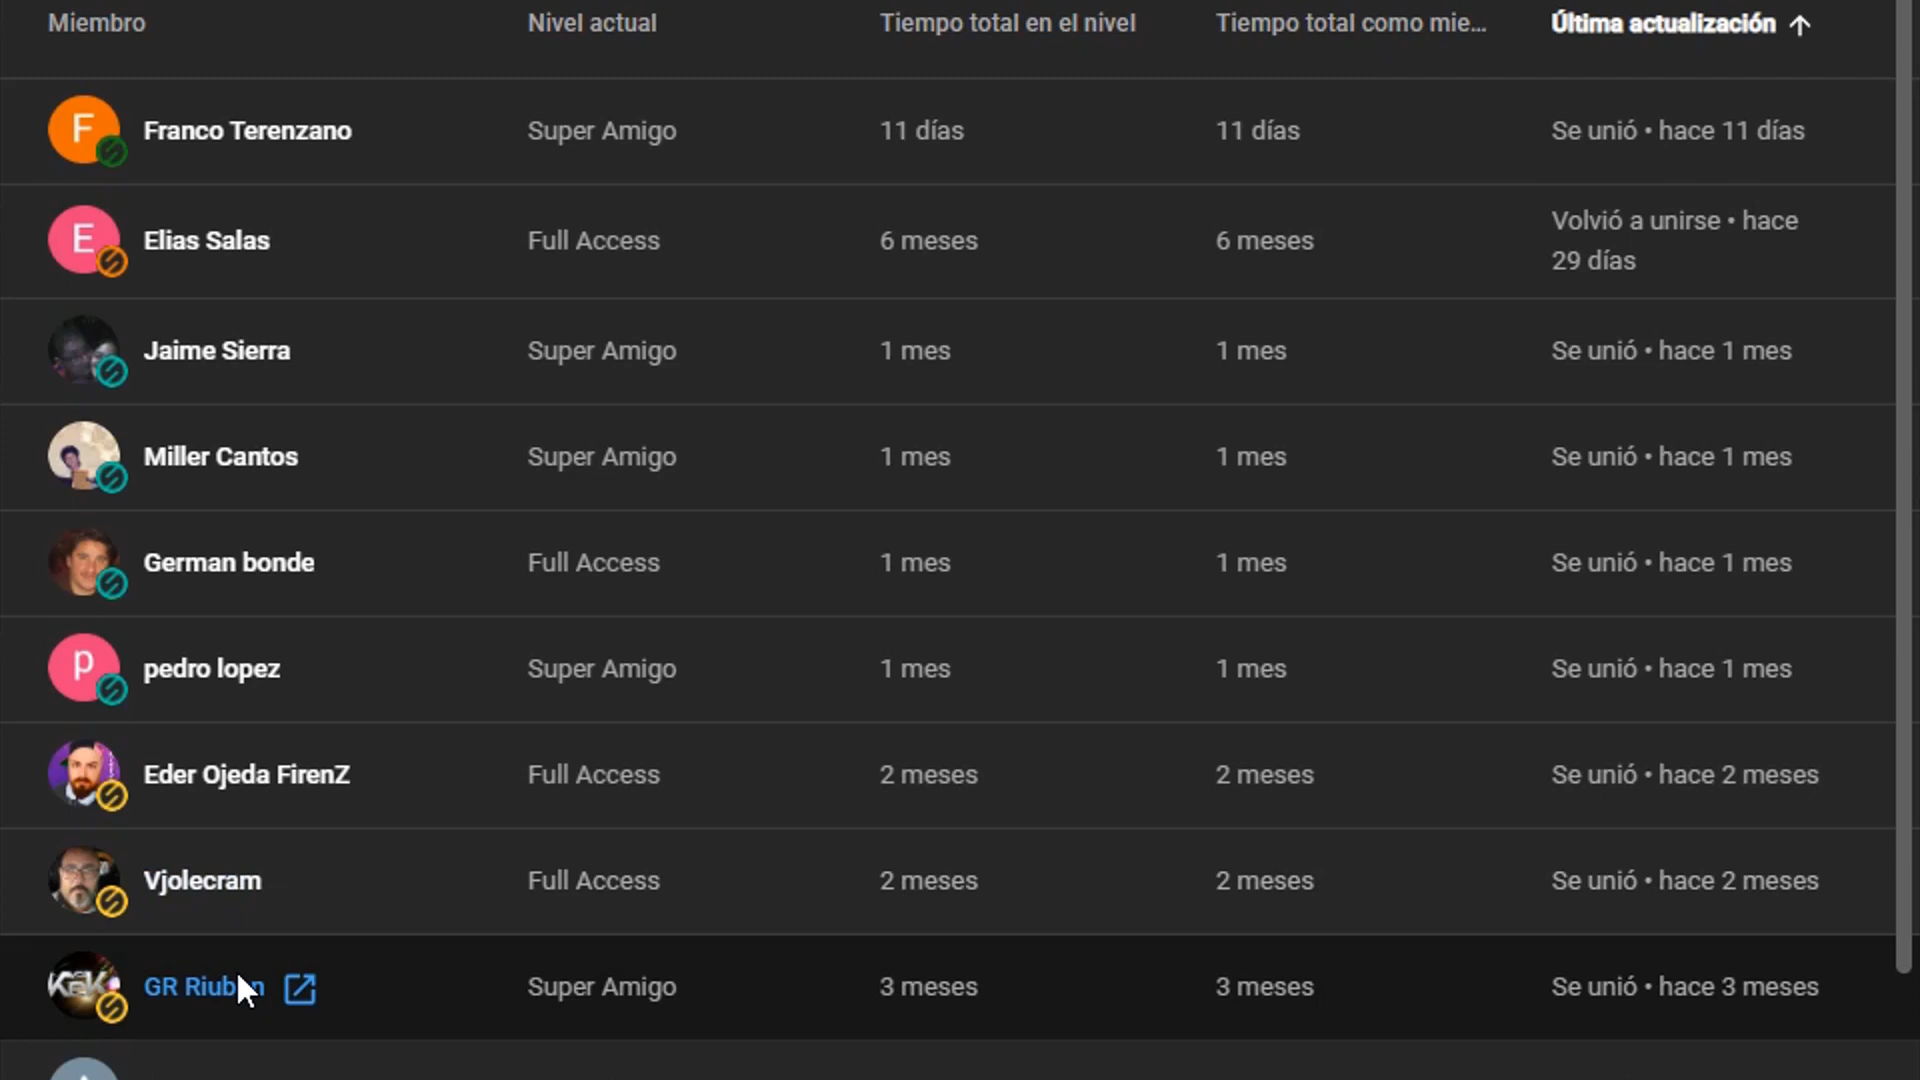 Miembro Nivel actual Tiempo total en el nivel Tiempo total como mie... Última actualización
F Franco Terenzano Super Amigo 11 días 11 días Se unió • hace 11 días
E Elias Salas Full Access 6 meses 6 meses Volvió a unirse • hace
29 días
Jaime Sierra Super Amigo 1 mes 1 mes Se unió • hace 1 mes
Miller Cantos Super Amigo 1 mes 1 mes Se unió • hace 1 mes
German bonde Full Access 1 mes 1 mes Se unió • hace 1 mes
p pedro lopez Super Amigo 1 mes 1 mes Se unió • hace 1 mes
Eder Ojeda FirenZ Full Access 2 meses 2 meses Se unió • hace 2 meses
Vjolecram Full Access 2 meses 2 meses Se unió • hace 2 meses
GR Super Amigo 3 meses 3 meses Se unió • hace 3 meses